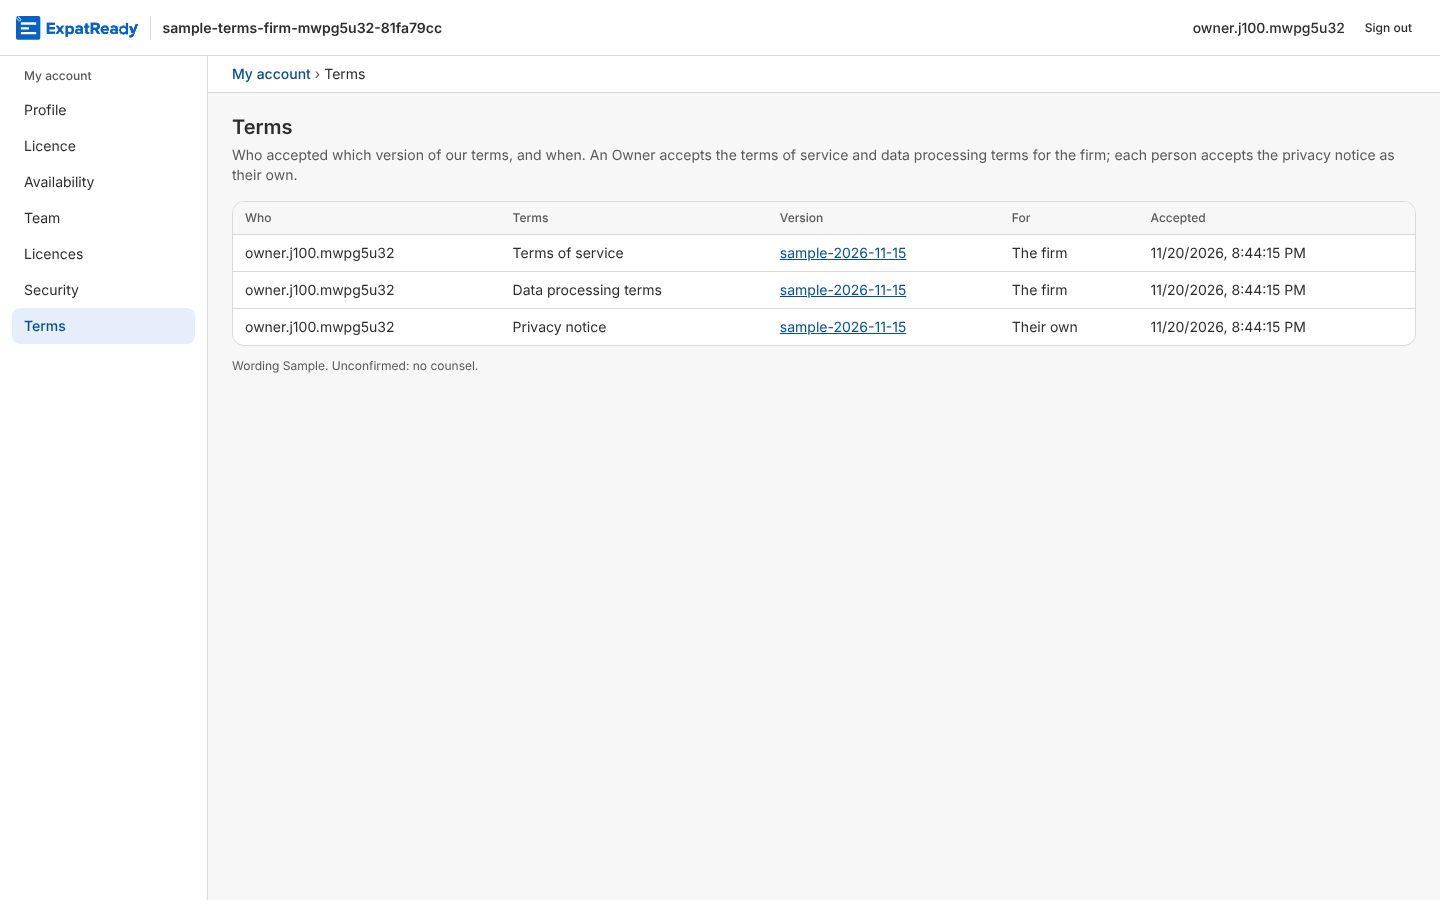 ExpatReady sample-terms-firm-mwpg5u32-81fa79cc owner.j100.mwpg5u32 Sign out
My account
Profile
Licence
Availability
Team
Licences
Security
Terms
My account › Terms
Terms
Who accepted which version of our terms, and when. An Owner accepts the terms of service and data processing terms for the firm; each person accepts the privacy notice as
their own.
Who Terms Version For Accepted
owner.j100.mwpg5u32 Terms of service sample-2026-11-15 The firm 11/20/2026, 8:44:15 PM
owner.j100.mwpg5u32 Data processing terms sample-2026-11-15 The firm 11/20/2026, 8:44:15 PM
owner.j100.mwpg5u32 Privacy notice sample-2026-11-15 Their own 11/20/2026, 8:44:15 PM
Wording Sample. Unconfirmed: no counsel.